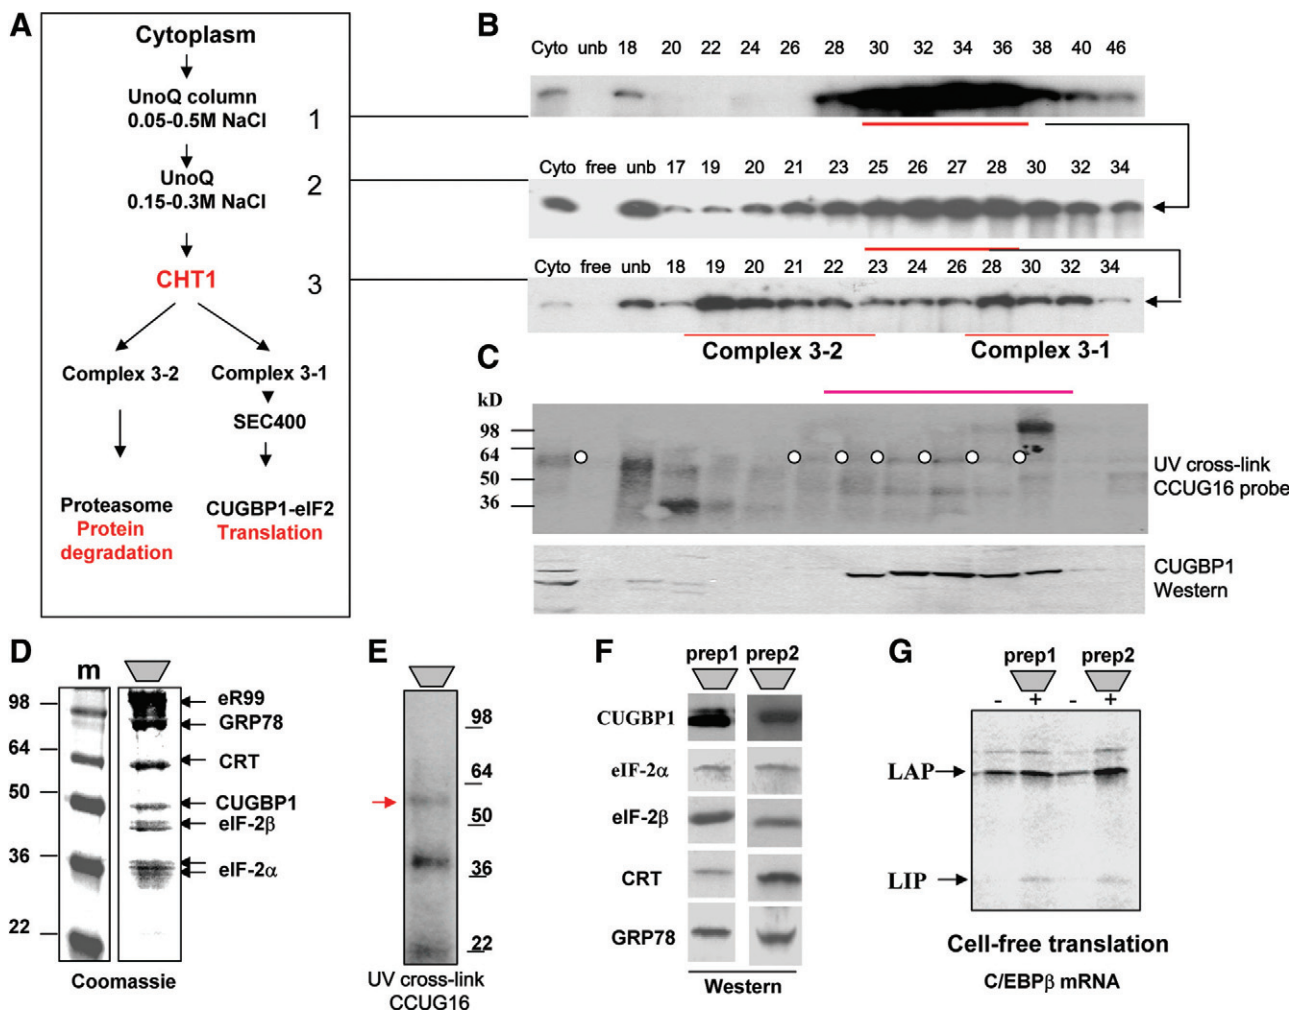 A
Cytoplasm
UnoQ column
0.05-0.5M NaCl
1
UnoQ
0.15-0.3M NaCl
2
CHT1
3
Complex 3-2
Complex 3-1
SEC400
Proteasome
Protein
degradation
CUGBP1-eIF2
Translation
B
Cyto unb 18 20 22 24 26 28 30 32 34 36 38 40 46
Cyto free unb 17 19 20 21 23 25 26 27 28 30 32 34
Cyto free unb 18 19 20 21 22 23 24 26 28 30 32 34
Complex 3-2
Complex 3-1
C
kD
98
64
50
36
UV cross-link
CCUG16 probe
CUGBP1
Western
D
m
98
64
50
36
22
eR99
GRP78
CRT
CUGBP1
eIF-2β
eIF-2α
Coomassie
E
98
64
50
36
22
UV cross-link
CCUG16
F
prep1 prep2
CUGBP1
eIF-2α
eIF-2β
CRT
GRP78
Western
G
prep1 prep2
- + - +
LAP
LIP
Cell-free translation
C/EBPβ mRNA